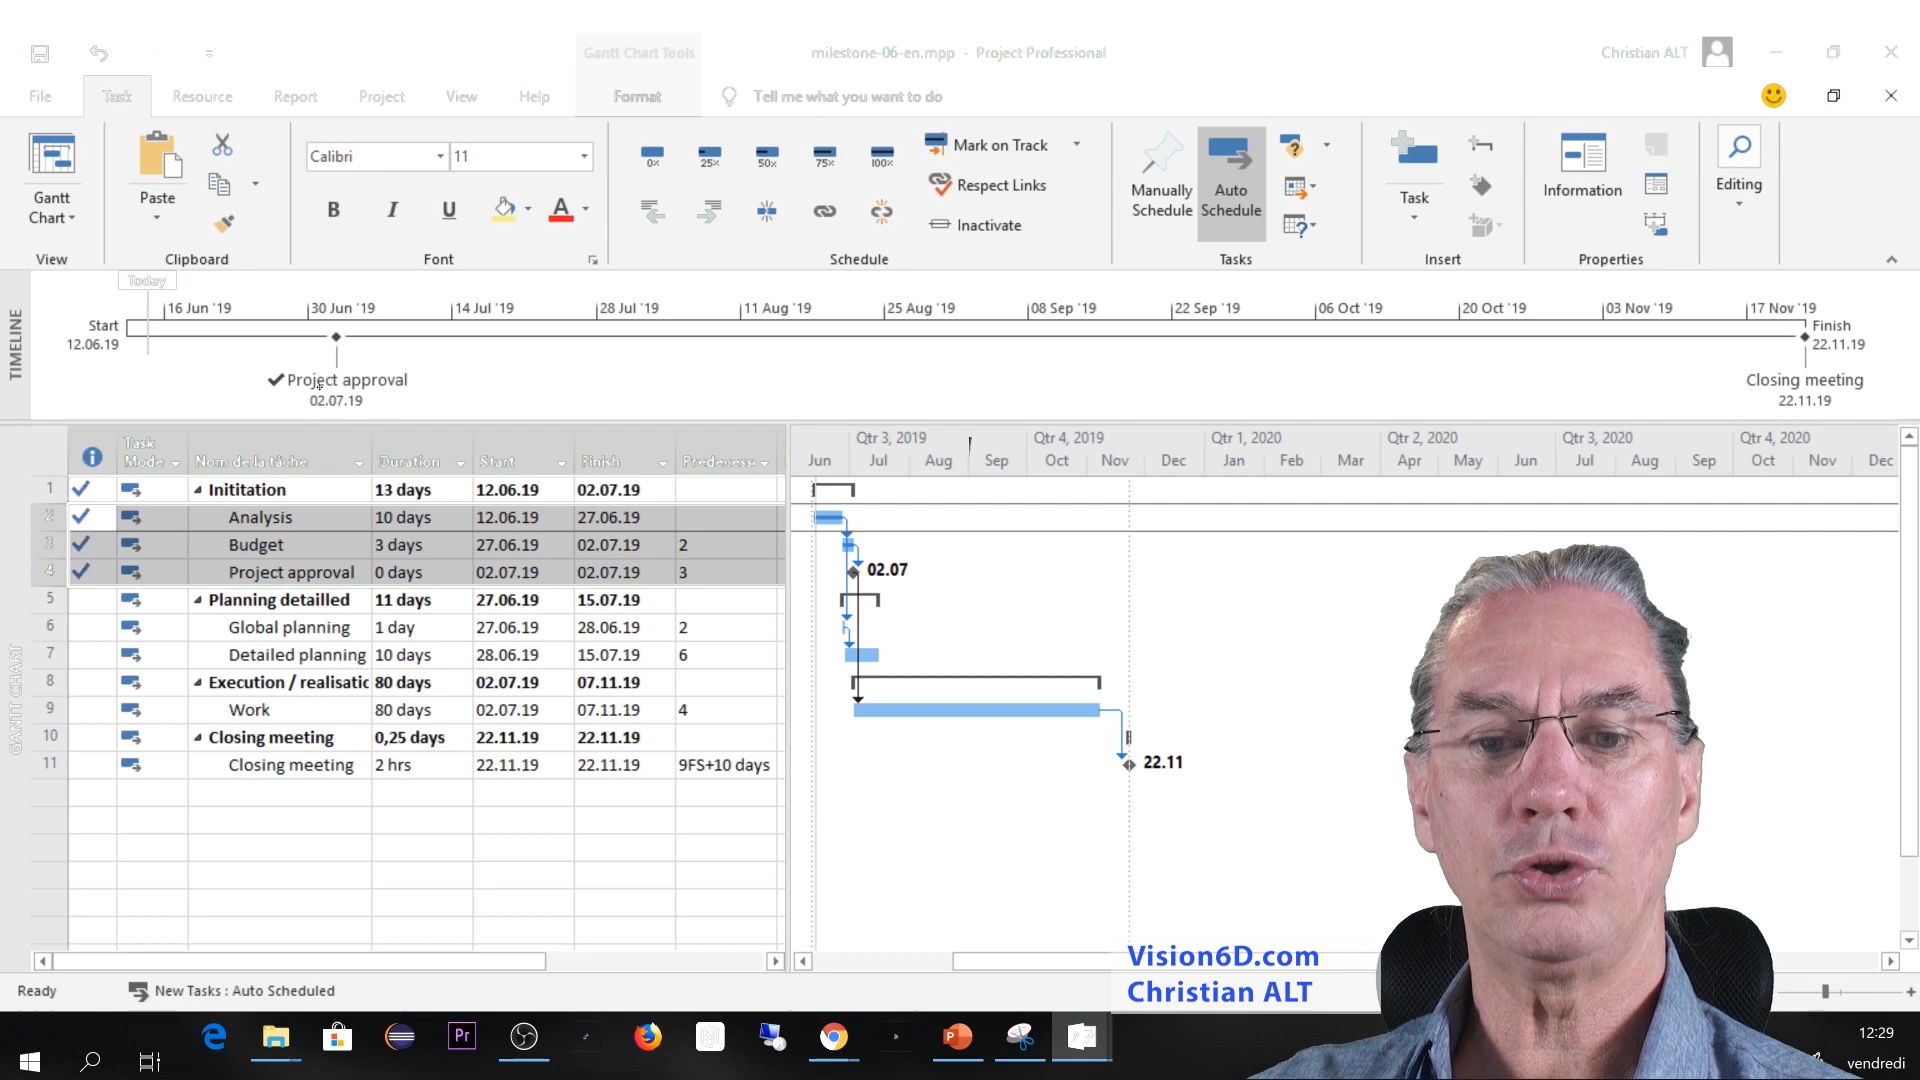 Gantt Chart Tools
milestone-06-en.mpp - Project Professional
Christian ALT
File Task Resource Report Project View Help Format Tell me what you want to do
Calibri 11
0% 25% 50% 75% 100%
Mark on Track
Respect Links
Inactivate
Gantt Chart
Paste
B I U A
Manually Schedule
Auto Schedule
Task
Information
Editing
View Clipboard Font Schedule Tasks Insert Properties
Today
TIMELINE
16 Jun '19 30 Jun '19 14 Jul '19 28 Jul '19 11 Aug '19 25 Aug '19 08 Sep '19 22 Sep '19 06 Oct '19 20 Oct '19 03 Nov '19 17 Nov '19
Start
12.06.19
Finish
22.11.19
Project approval
02.07.19
Closing meeting
22.11.19
GANTT CHART
Task Mode Nom de la tâche Duration Start Finish Predecess
1 Inititation 13 days 12.06.19 02.07.19
2 Analysis 10 days 12.06.19 27.06.19
3 Budget 3 days 27.06.19 02.07.19 2
4 Project approval 0 days 02.07.19 02.07.19 3
5 Planning detailled 11 days 27.06.19 15.07.19
6 Global planning 1 day 27.06.19 28.06.19 2
7 Detailed planning 10 days 28.06.19 15.07.19 6
8 Execution / realisatic 80 days 02.07.19 07.11.19
9 Work 80 days 02.07.19 07.11.19 4
10 Closing meeting 0,25 days 22.11.19 22.11.19
11 Closing meeting 2 hrs 22.11.19 22.11.19 9FS+10 days
Qtr 3, 2019 Qtr 4, 2019 Qtr 1, 2020 Qtr 2, 2020 Qtr 3, 2020 Qtr 4, 2020
Jun Jul Aug Sep Oct Nov Dec Jan Feb Mar Apr May Jun Jul Aug Sep Oct Nov Dec
02.07
22.11
Vision6D.com
Christian ALT
Ready New Tasks : Auto Scheduled
Pr
12:29
vendredi